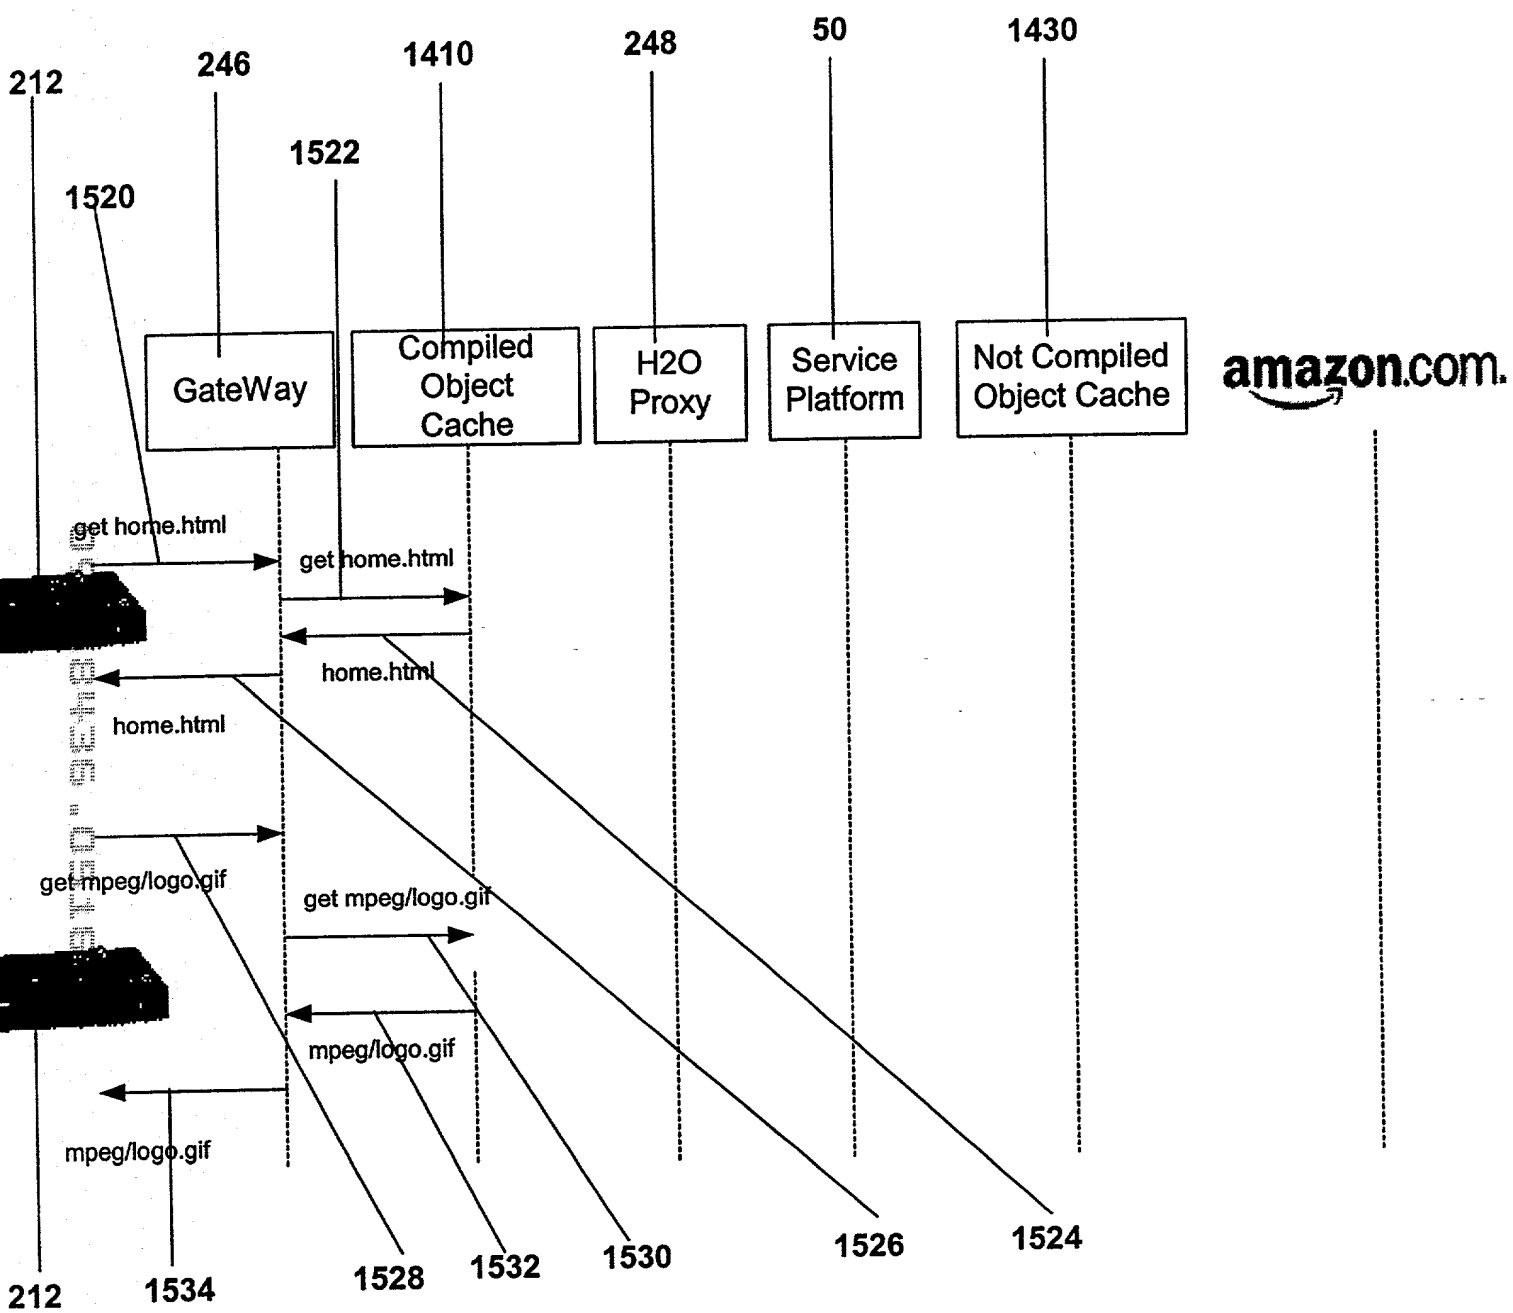 50
1430
248
1410
246
212
1522
1520
GateWay
Compiled
Object
Cache
H2O
Proxy
Service
Platform
Not Compiled
Object Cache
amazon.com.
get home.html
get home.html
home.html
home.html
get mpeg/logo.gif
get mpeg/logo.gif
mpeg/logo.gif
mpeg/logo.gif
212
1534
1528
1532
1530
1526
1524